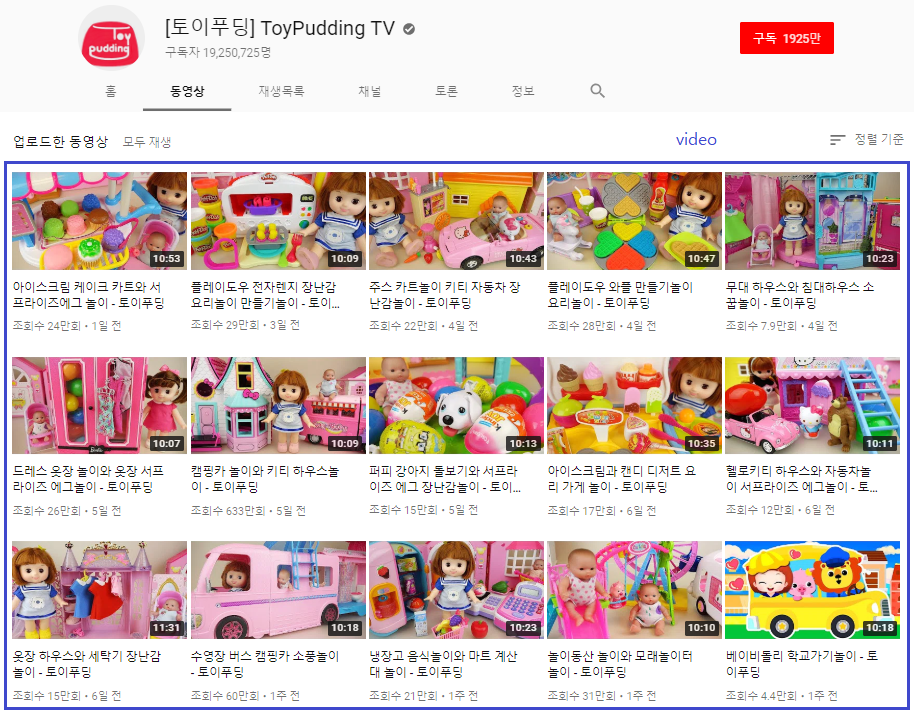 Toy
pudding
[토이푸딩] ToyPudding TV
구독자 19,250,725명
구독 1925만
홈 동영상 재생목록 채널 토론 정보
업로드한 동영상 모두 재생 video 정렬 기준
10:53 10:09 10:43 10:47 10:23
아이스크림 케이크 카트와 서
프라이즈에그 놀이 - 토이푸딩
조회수 24만회 • 1일 전
플레이도우 전자렌지 장난감
요리놀이 만들기놀이 - 토이...
조회수 29만회 • 3일 전
주스 카트놀이 키티 자동차 장
난감놀이 - 토이푸딩
조회수 22만회 • 4일 전
플레이도우 와플 만들기놀이
요리놀이 - 토이푸딩
조회수 28만회 • 4일 전
무대 하우스와 침대하우스 소
꿉놀이 - 토이푸딩
조회수 7.9만회 • 4일 전
10:07 10:09 10:13 10:35 10:11
드레스 옷장 놀이와 옷장 서프
라이즈 에그놀이 - 토이푸딩
조회수 26만회 • 5일 전
캠핑카 놀이와 키티 하우스놀
이 - 토이푸딩
조회수 633만회 • 5일 전
퍼피 강아지 돌보기와 서프라
이즈 에그 장난감놀이 - 토이...
조회수 15만회 • 5일 전
아이스크림과 캔디 디저트 요
리 가게 놀이 - 토이푸딩
조회수 17만회 • 6일 전
헬로키티 하우스와 자동차놀
이 서프라이즈 에그놀이 - 토...
조회수 12만회 • 6일 전
11:31 10:18 10:23 10:10 10:18
옷장 하우스와 세탁기 장난감
놀이 - 토이푸딩
조회수 15만회 • 6일 전
수영장 버스 캠핑카 소풍놀이
- 토이푸딩
조회수 60만회 • 1주 전
냉장고 음식놀이와 마트 계산
대 놀이 - 토이푸딩
조회수 21만회 • 1주 전
놀이동산 놀이와 모래놀이터
놀이 - 토이푸딩
조회수 31만회 • 1주 전
베이비돌리 학교가기놀이 - 토
이푸딩
조회수 4.4만회 • 1주 전